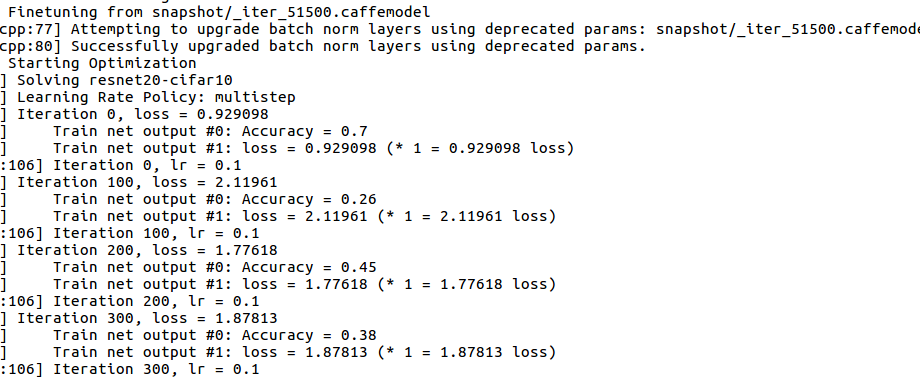 Finetuning from snapshot/_iter_51500.caffemodel
cpp:77] Attempting to upgrade batch norm layers using deprecated params: snapshot/_iter_51500.caffemode
cpp:80] Successfully upgraded batch norm layers using deprecated params.
Starting Optimization
] Solving resnet20-cifar10
] Learning Rate Policy: multistep
] Iteration 0, loss = 0.929098
]     Train net output #0: Accuracy = 0.7
]     Train net output #1: loss = 0.929098 (* 1 = 0.929098 loss)
:106] Iteration 0, lr = 0.1
] Iteration 100, loss = 2.11961
]     Train net output #0: Accuracy = 0.26
]     Train net output #1: loss = 2.11961 (* 1 = 2.11961 loss)
:106] Iteration 100, lr = 0.1
] Iteration 200, loss = 1.77618
]     Train net output #0: Accuracy = 0.45
]     Train net output #1: loss = 1.77618 (* 1 = 1.77618 loss)
:106] Iteration 200, lr = 0.1
] Iteration 300, loss = 1.87813
]     Train net output #0: Accuracy = 0.38
]     Train net output #1: loss = 1.87813 (* 1 = 1.87813 loss)
:106] Iteration 300, lr = 0.1